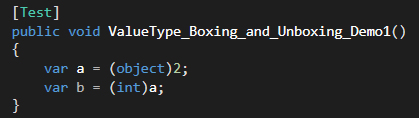 [Test]
public void ValueType_Boxing_and_Unboxing_Demo1()
{
    var a = (object)2;
    var b = (int)a;
}